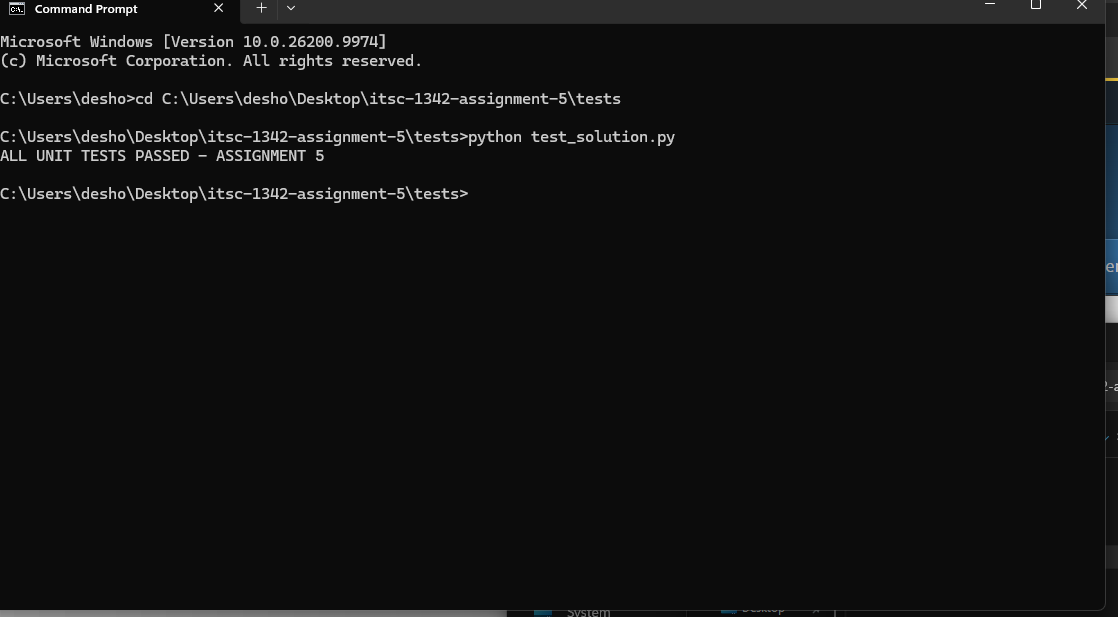 Command Prompt
Microsoft Windows [Version 10.0.26200.9974]
(c) Microsoft Corporation. All rights reserved.
C:\Users\desho>cd C:\Users\desho\Desktop\itsc-1342-assignment-5\tests
C:\Users\desho\Desktop\itsc-1342-assignment-5\tests>python test_solution.py
ALL UNIT TESTS PASSED - ASSIGNMENT 5
C:\Users\desho\Desktop\itsc-1342-assignment-5\tests>
System
Desktop